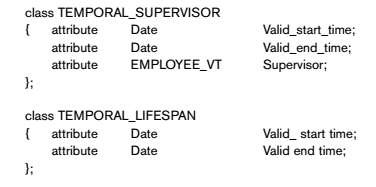 class TEMPORAL_SUPERVISOR
{ attribute Date Valid_start_time;
attribute Date Valid_end_time;
attribute EMPLOYEE_VT Supervisor;
};
class TEMPORAL_LIFESPAN
{ attribute Date Valid_ start time;
attribute Date Valid end time;
};